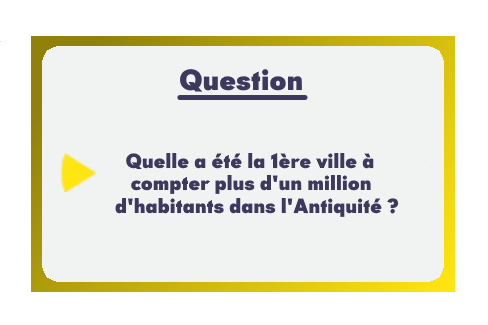 Question
Quelle a été la 1ère ville à
compter plus d'un million
d'habitants dans l'Antiquité ?